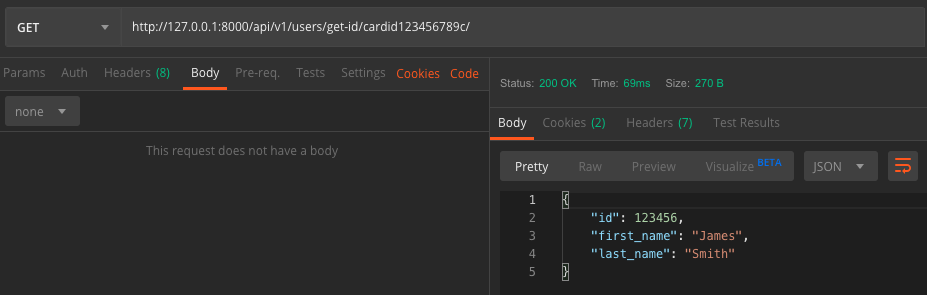 GET http://127.0.0.1:8000/api/v1/users/get-id/cardid123456789c/
Params Auth Headers (8) Body Pre-req. Tests Settings Cookies Code
none
This request does not have a body
Status: 200 OK Time: 69ms Size: 270 B
Body Cookies (2) Headers (7) Test Results
Pretty Raw Preview Visualize BETA JSON
1 {
2 "id": 123456,
3 "first_name": "James",
4 "last_name": "Smith"
5 }